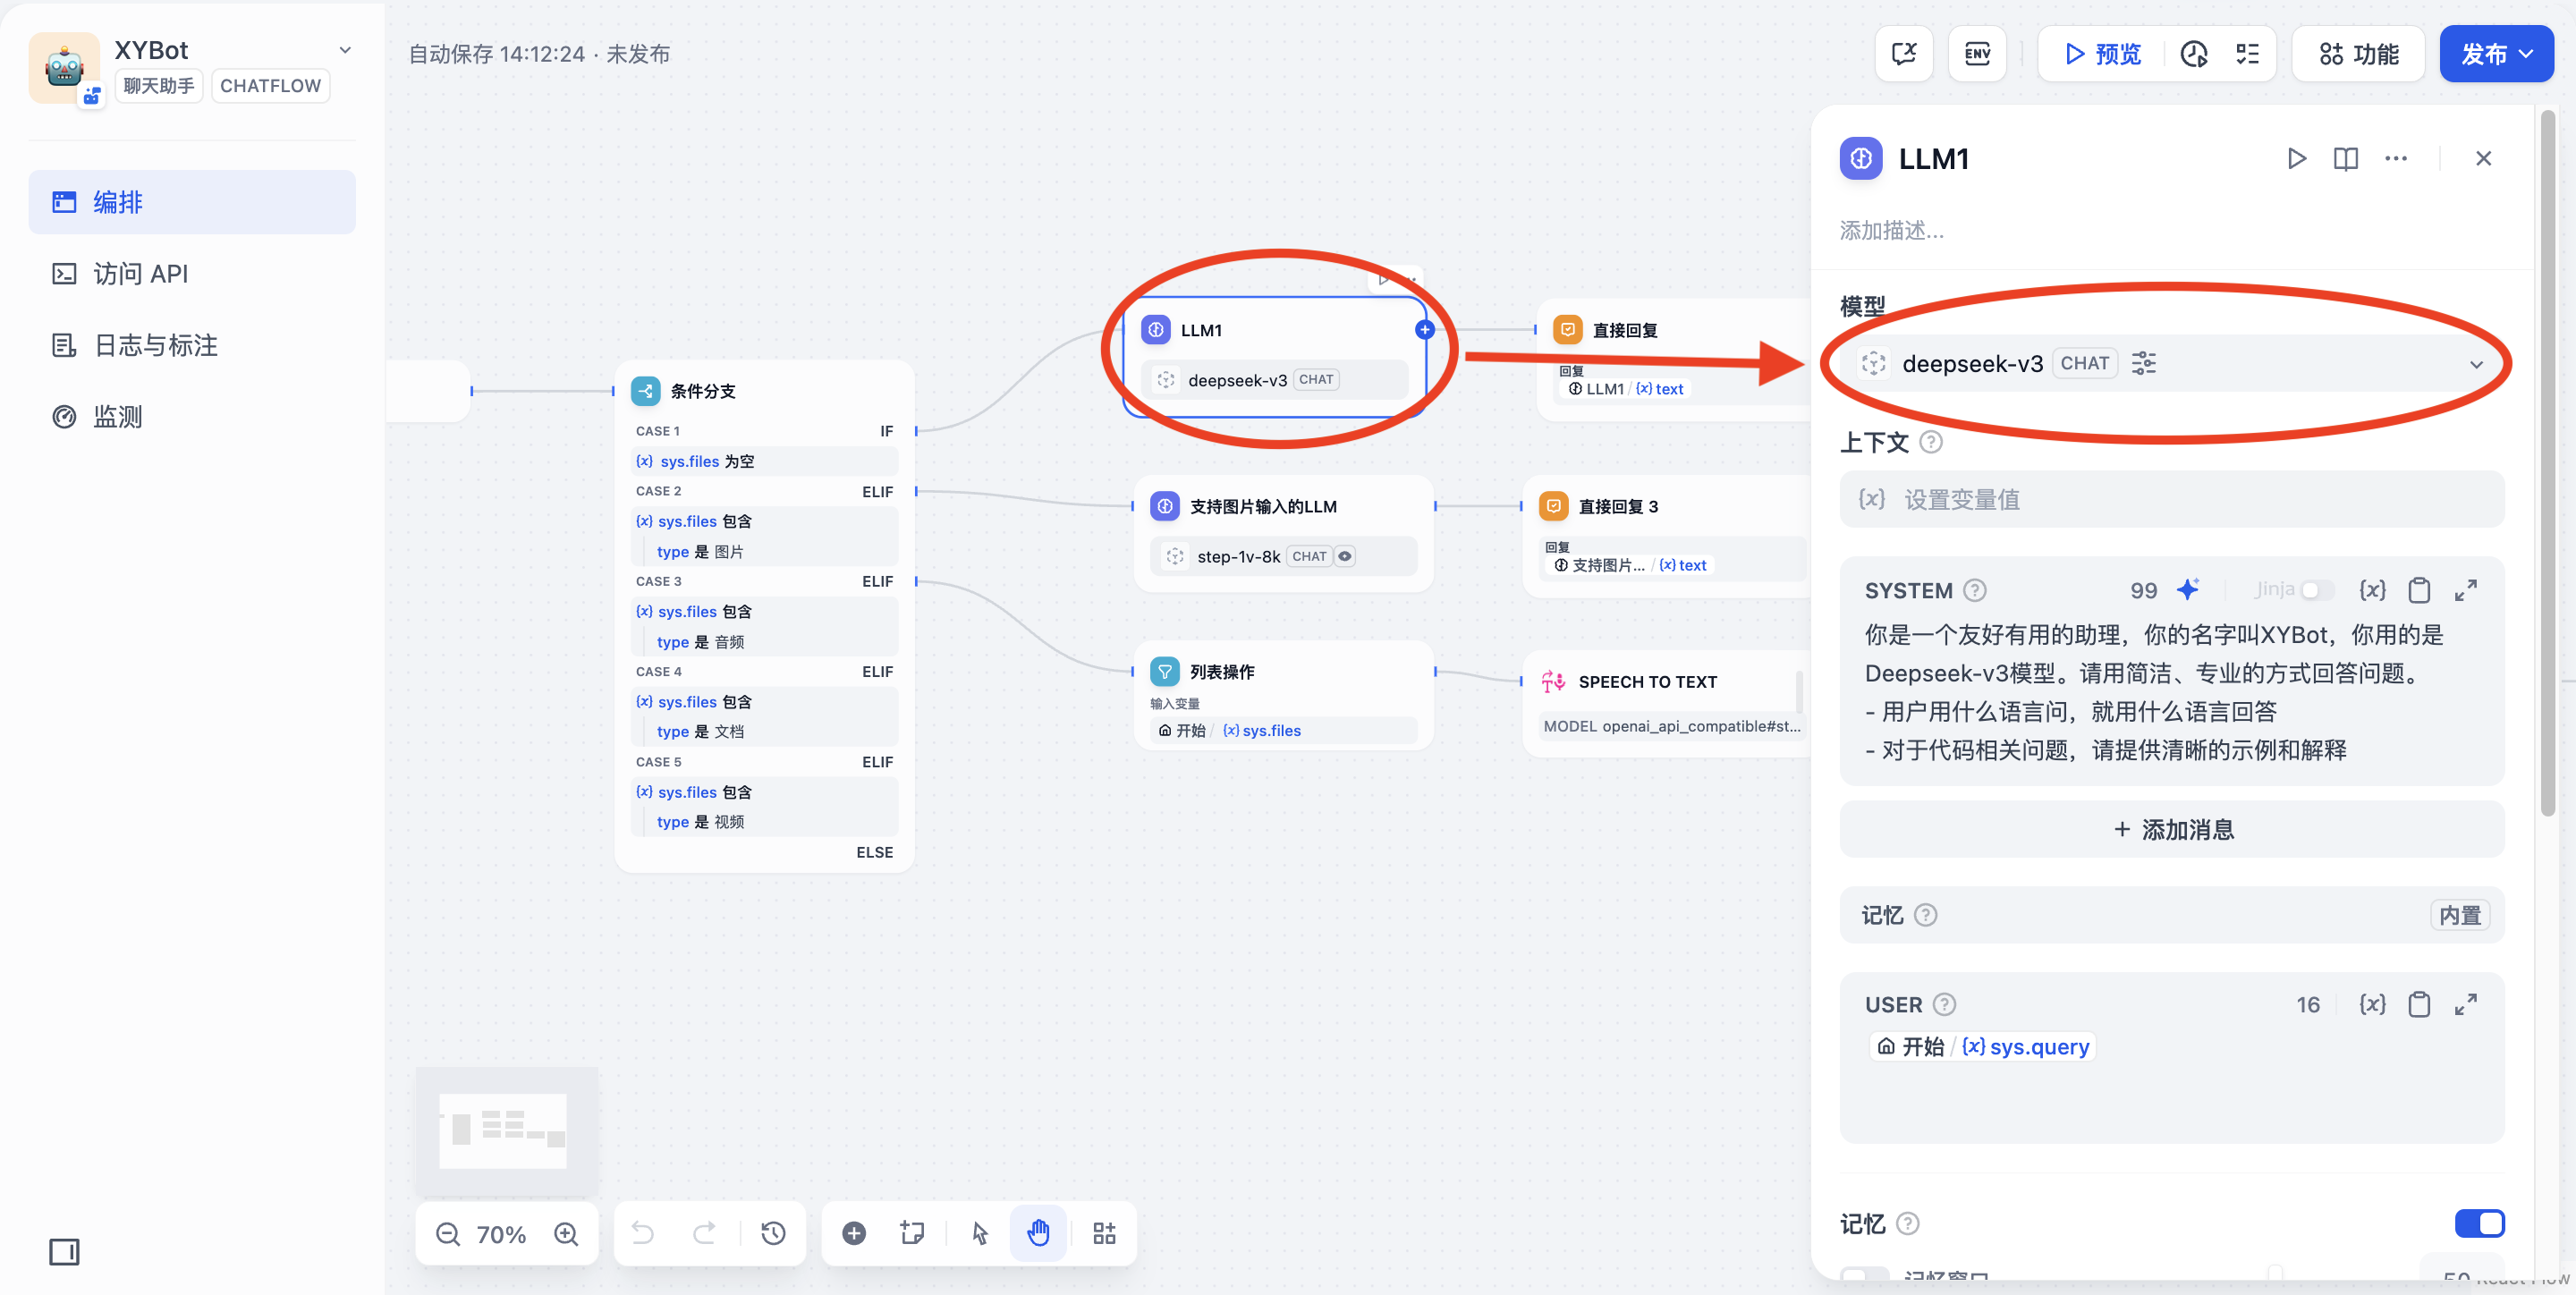 XYBot
聊天助手
CHATFLOW
编排
访问 API
日志与标注
监测
自动保存 14:12:24 · 未发布
ENV
预览
功能
发布
条件分支
CASE 1
IF
{x} sys.files 为空
CASE 2
ELIF
{x} sys.files 包含
type 是 图片
CASE 3
ELIF
{x} sys.files 包含
type 是 音频
CASE 4
ELIF
{x} sys.files 包含
type 是 文档
CASE 5
ELIF
{x} sys.files 包含
type 是 视频
ELSE
LLM1
deepseek-v3 CHAT
直接回复
回复
LLM1 / {x} text
支持图片输入的LLM
step-1v-8k CHAT
直接回复 3
回复
支持图片... / {x} text
列表操作
输入变量
开始 / {x} sys.files
SPEECH TO TEXT
MODEL openai_api_compatible#st...
70%
LLM1
添加描述...
模型
deepseek-v3 CHAT
上下文
{x} 设置变量值
SYSTEM
99
Jinja
{x}
你是一个友好有用的助理，你的名字叫XYBot，你用的是
Deepseek-v3模型。请用简洁、专业的方式回答问题。
- 用户用什么语言问，就用什么语言回答
- 对于代码相关问题，请提供清晰的示例和解释
+ 添加消息
记忆
内置
USER
16
{x}
开始 / {x} sys.query
记忆
记忆窗口
50
React Flow